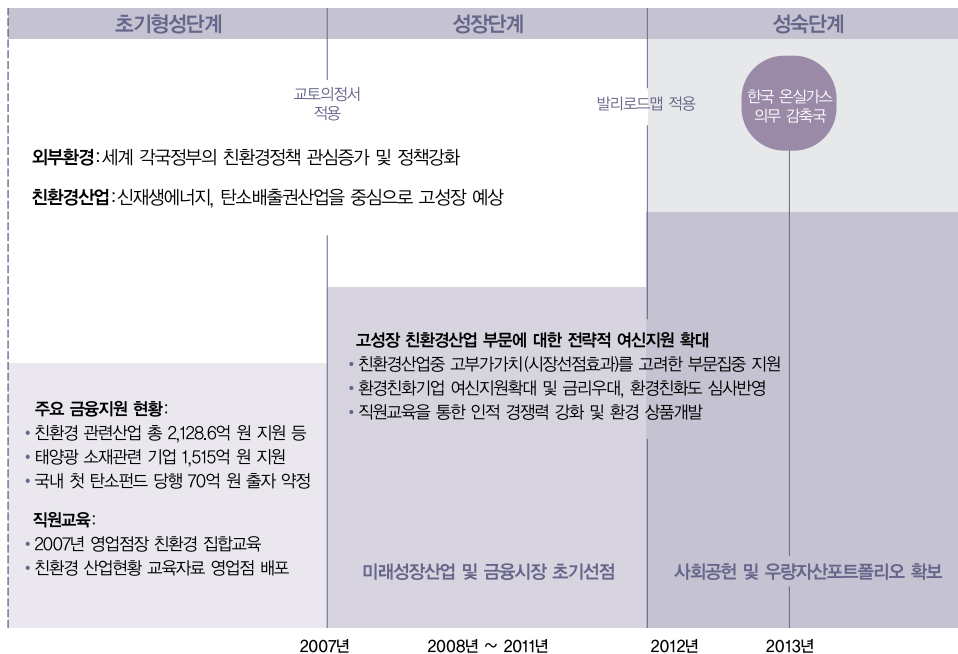 초기형성단계
성장단계
성숙단계
교토의정서
적용
발리로드맵 적용
한국 온실가스
의무 감축국
외부환경:세계 각국정부의 친환경정책 관심증가 및 정책강화
친환경산업:신재생에너지, 탄소배출권산업을 중심으로 고성장 예상
고성장 친환경산업 부문에 대한 전략적 여신지원 확대
• 친환경산업중 고부가가치(시장선점효과)를 고려한 부문집중 지원
• 환경친화기업 여신지원확대 및 금리우대, 환경친화도 심사반영
• 직원교육을 통한 인적 경쟁력 강화 및 환경 상품개발
주요 금융지원 현황:
• 친환경 관련산업 총 2,128.6억 원 지원 등
• 태양광 소재관련 기업 1,515억 원 지원
• 국내 첫 탄소펀드 당행 70억 원 출자 약정
직원교육:
• 2007년 영업점장 친환경 집합교육
• 친환경 산업현황 교육자료 영업점 배포
미래성장산업 및 금융시장 초기선점
사회공헌 및 우량자산포트폴리오 확보
2007년
2008년 ~ 2011년
2012년
2013년